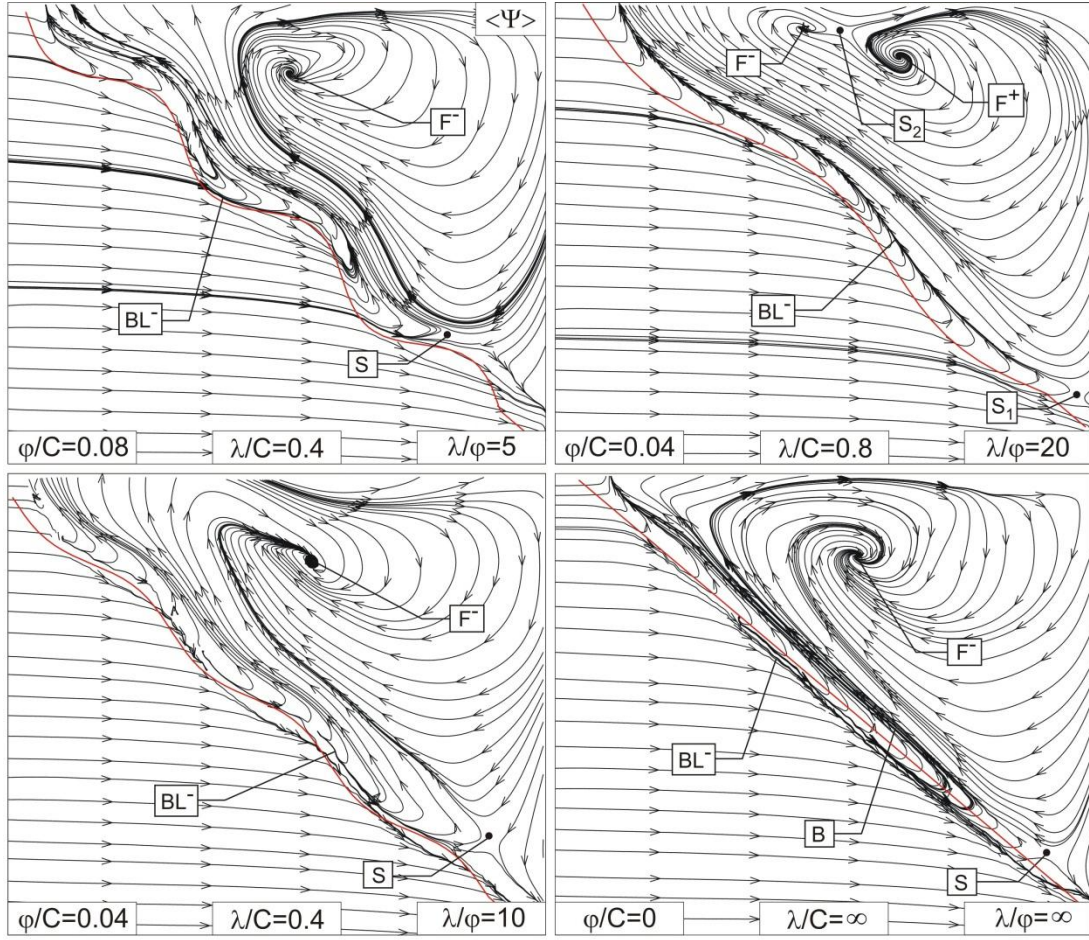 <Ψ>
F⁻
BL⁻
S
φ/C=0.08 λ/C=0.4 λ/φ=5
F⁻
S₂
F⁺
BL⁻
S₁
φ/C=0.04 λ/C=0.8 λ/φ=20
F⁻
BL⁻
S
φ/C=0.04 λ/C=0.4 λ/φ=10
F⁻
BL⁻
B
S
φ/C=0 λ/C=∞ λ/φ=∞